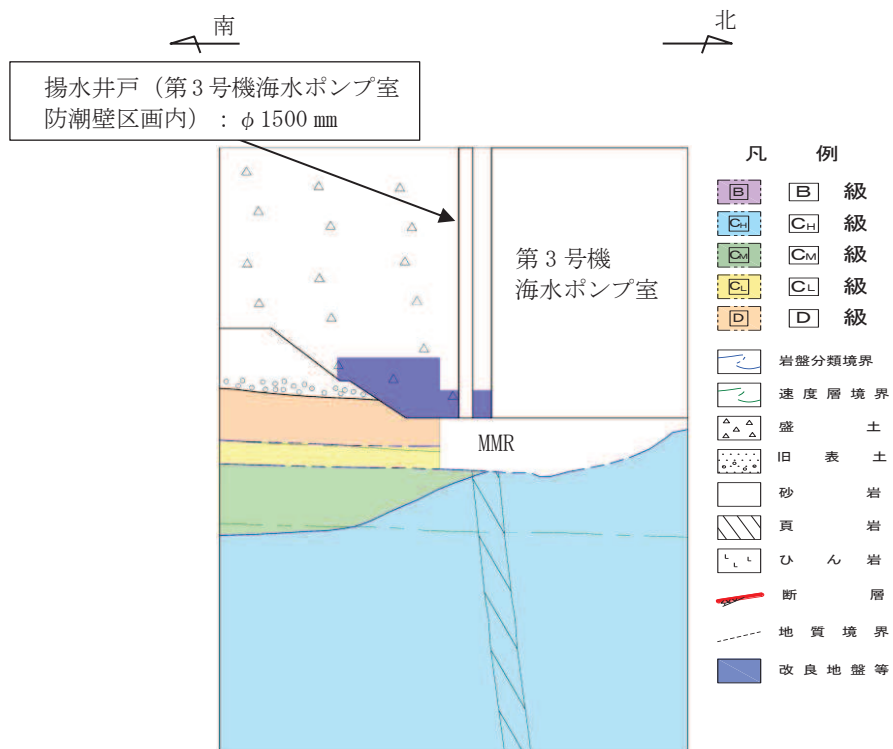 南
北
揚水井戸（第３号機海水ポンプ室
防潮壁区画内）：φ1500 ㎜
第３号機
海水ポンプ室
MMR
凡 例
B B 級
CH CH 級
CM CM 級
CL CL 級
D D 級
岩盤分類境界
速度層境界
盛土
旧表土
砂岩
頁岩
ひん岩
断層
地質境界
改良地盤等